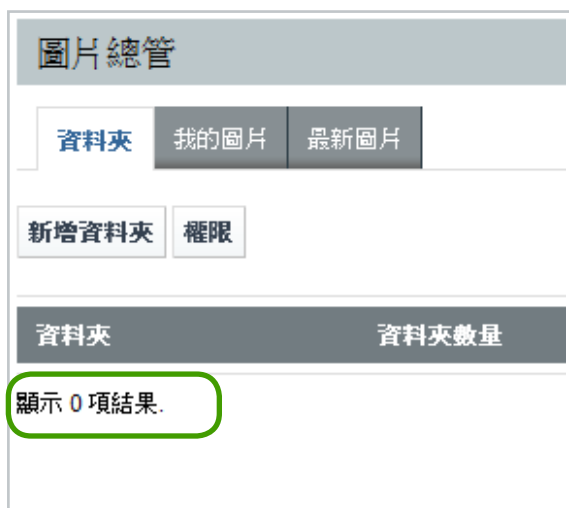 圖片總管
資料夾 我的圖片 最新圖片
新增資料夾 權限
資料夾 資料夾數量
顯示 0 項結果.